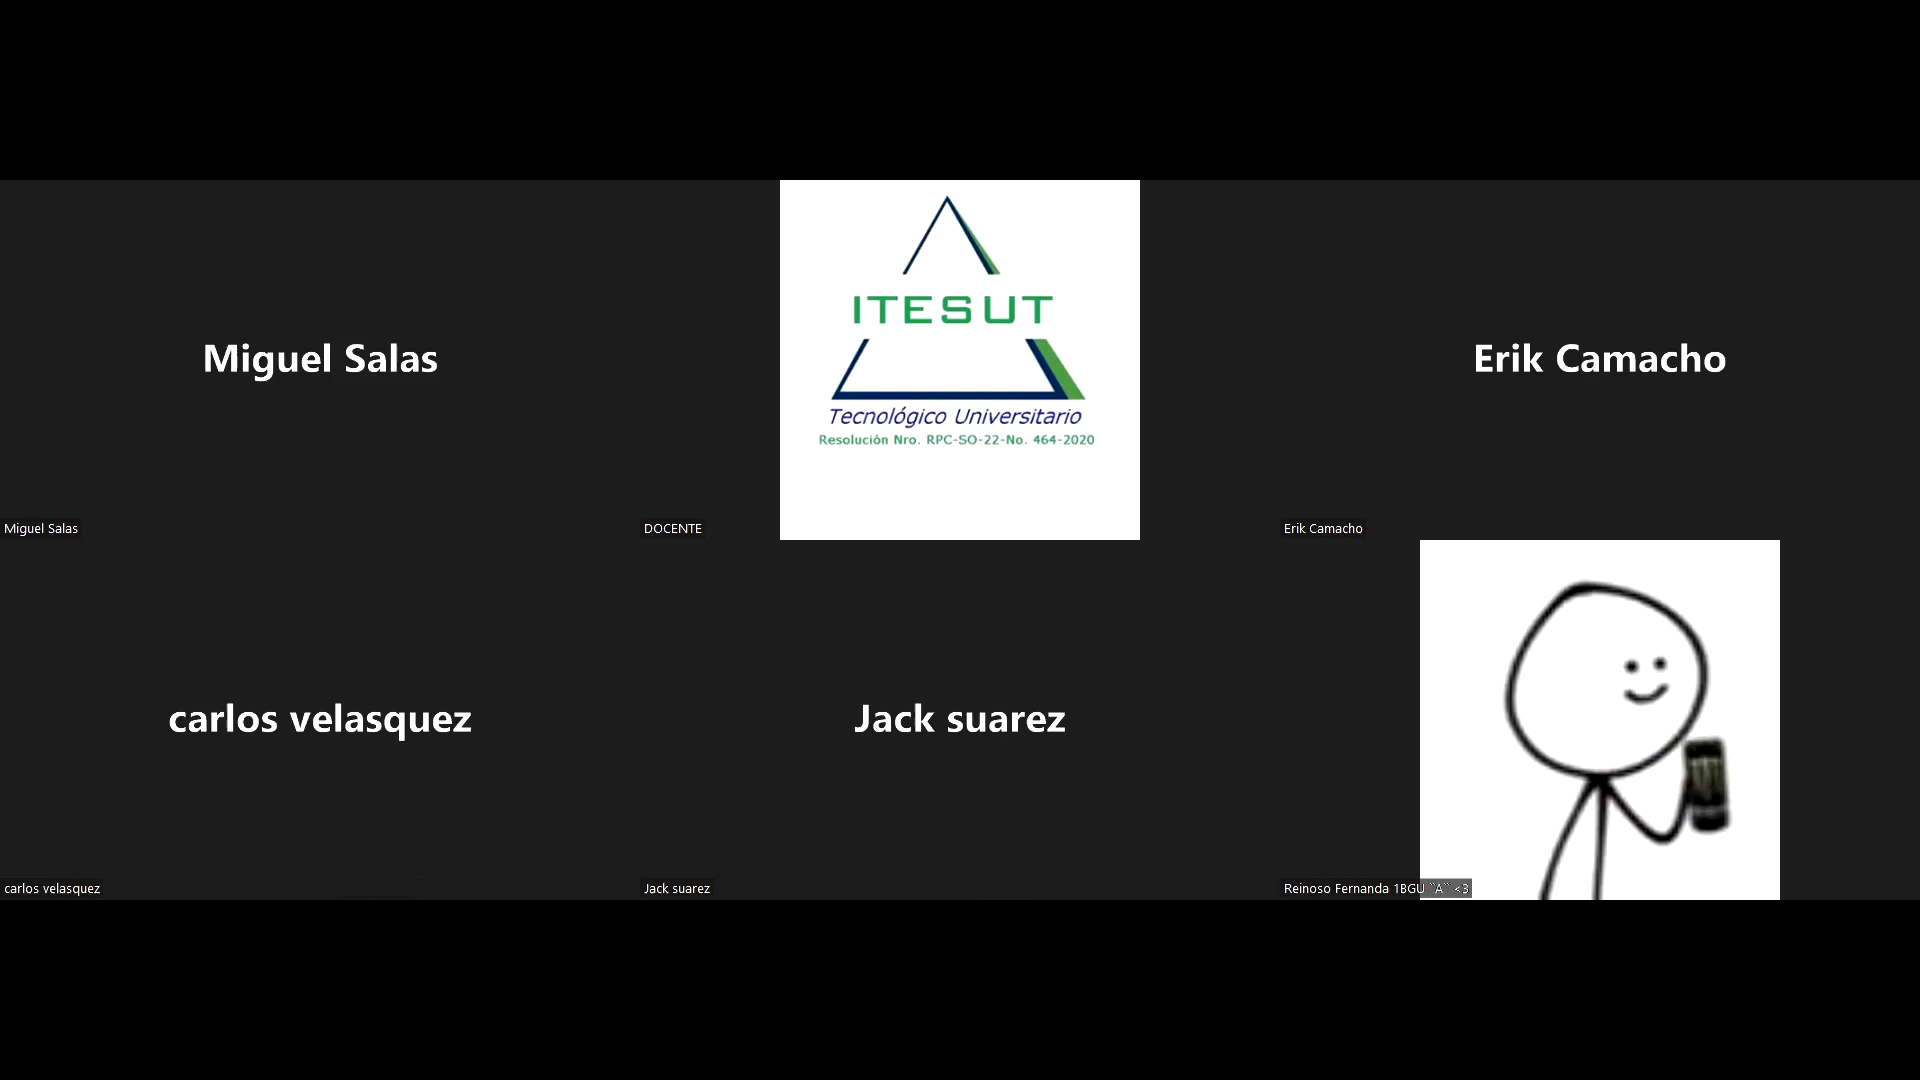 Miguel Salas
Miguel Salas
ITESUT
Tecnológico Universitario
Resolución Nro. RPC-SO-22-No. 464-2020
DOCENTE
Erik Camacho
Erik Camacho
carlos velasquez
carlos velasquez
Jack suarez
Jack suarez
Reinoso Fernanda 1BGU ``A`` <3